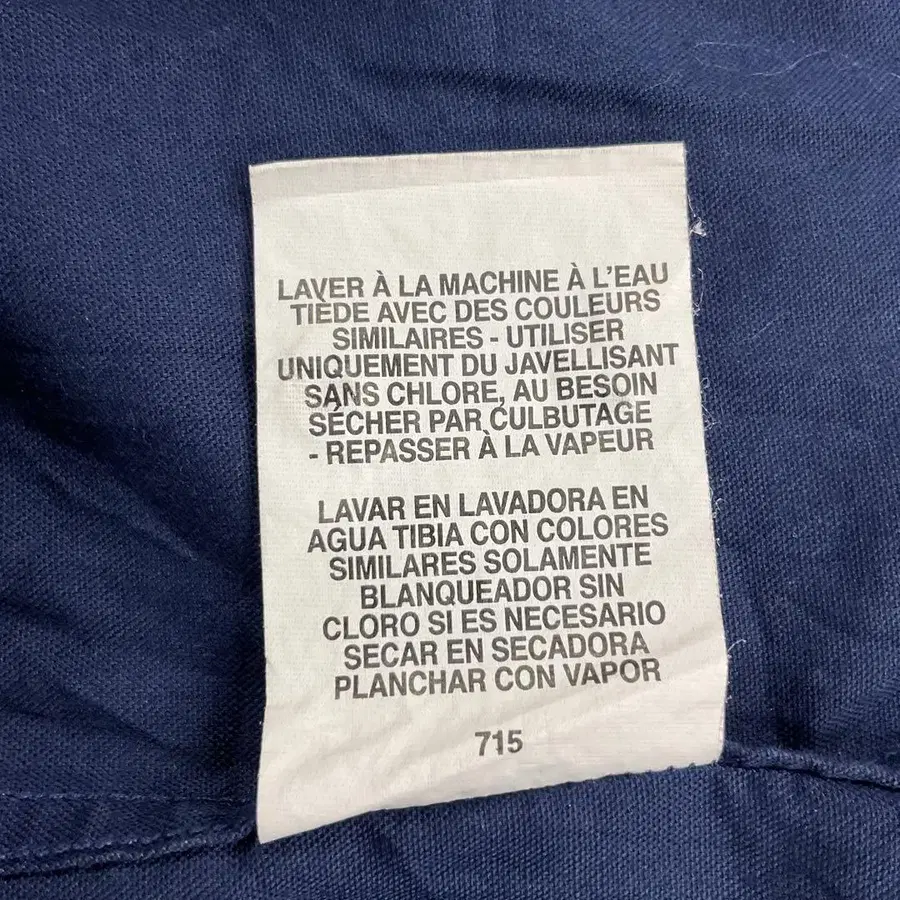 LAVER À LA MACHINE À L'EAU
TIÈDE AVEC DES COULEURS
SIMILAIRES - UTILISER
UNIQUEMENT DU JAVELLISANT
SANS CHLORE, AU BESOIN
SÉCHER PAR CULBUTAGE
- REPASSER À LA VAPEUR
LAVAR EN LAVADORA EN
AGUA TIBIA CON COLORES
SIMILARES SOLAMENTE
BLANQUEADOR SIN
CLORO SI ES NECESARIO
SECAR EN SECADORA
PLANCHAR CON VAPOR
715